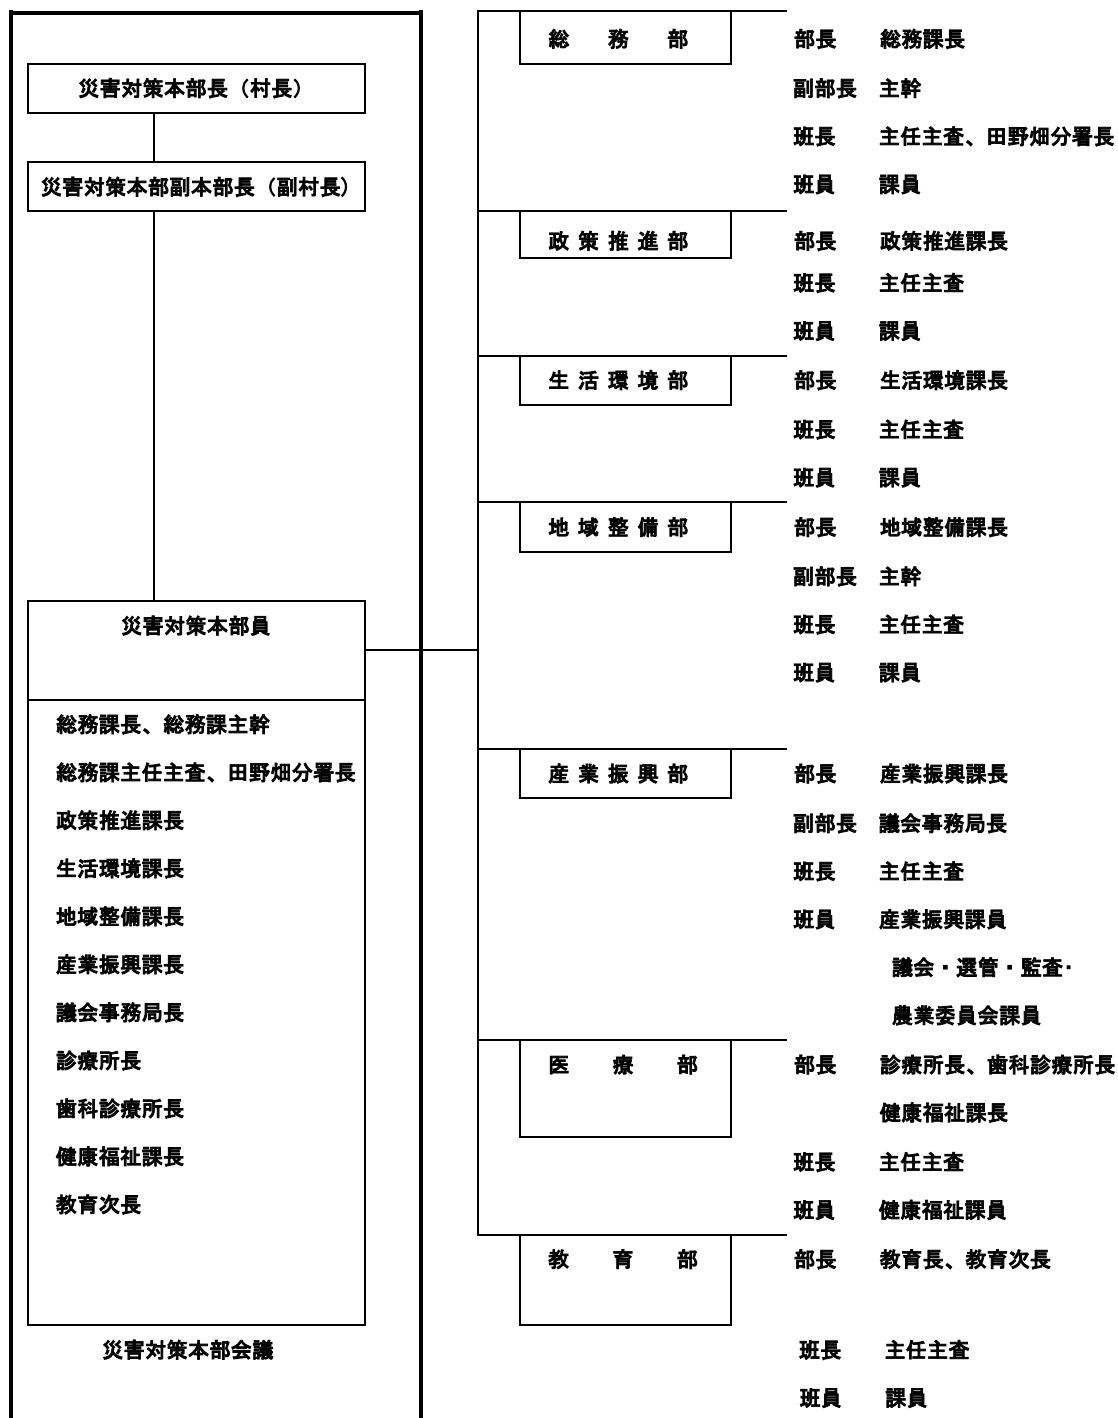 災害対策本部長（村長）
災害対策本部副本部長（副村長）
災害対策本部員
総務課長、総務課主幹
総務課主任主査、田野畑分署長
政策推進課長
生活環境課長
地域整備課長
産業振興課長
議会事務局長
診療所長
歯科診療所長
健康福祉課長
教育次長
災害対策本部会議
総　務　部　部長　総務課長
副部長　主幹
班長　主任主査、田野畑分署長
班員　課員
政策推進部　部長　政策推進課長
班長　主任主査
班員　課員
生活環境部　部長　生活環境課長
班長　主任主査
班員　課員
地域整備部　部長　地域整備課長
副部長　主幹
班長　主任主査
班員　課員
産業振興部　部長　産業振興課長
副部長　議会事務局長
班長　主任主査
班員　産業振興課員
議会・選管・監査・
農業委員会課員
医　療　部　部長　診療所長、歯科診療所長
健康福祉課長
班長　主任主査
班員　健康福祉課員
教　育　部　部長　教育長、教育次長
班長　主任主査
班員　課員